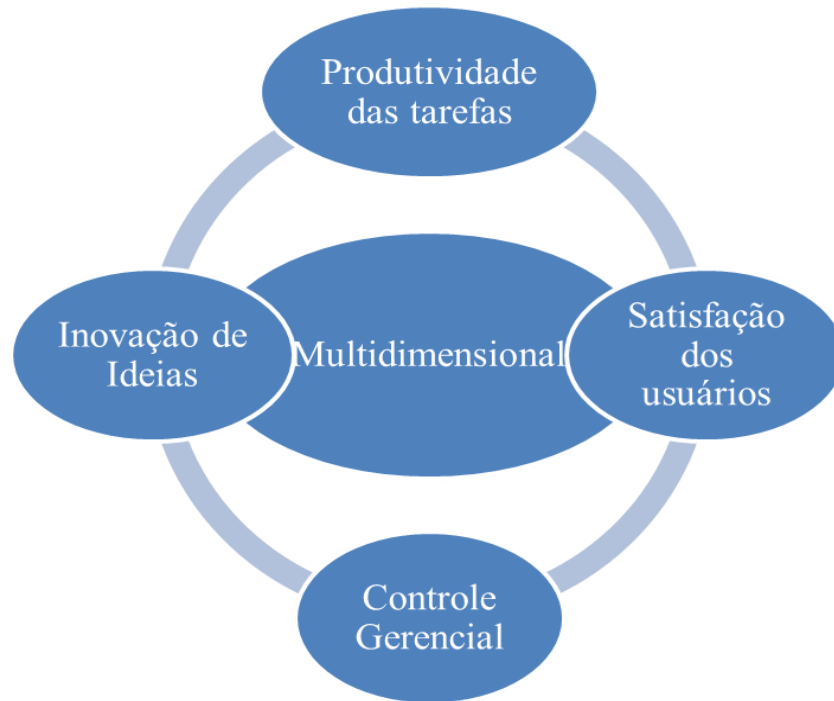 Produtividade
das tarefas
Inovação de
Ideias
Multidimensional
Satisfação
dos
usuários
Controle
Gerencial